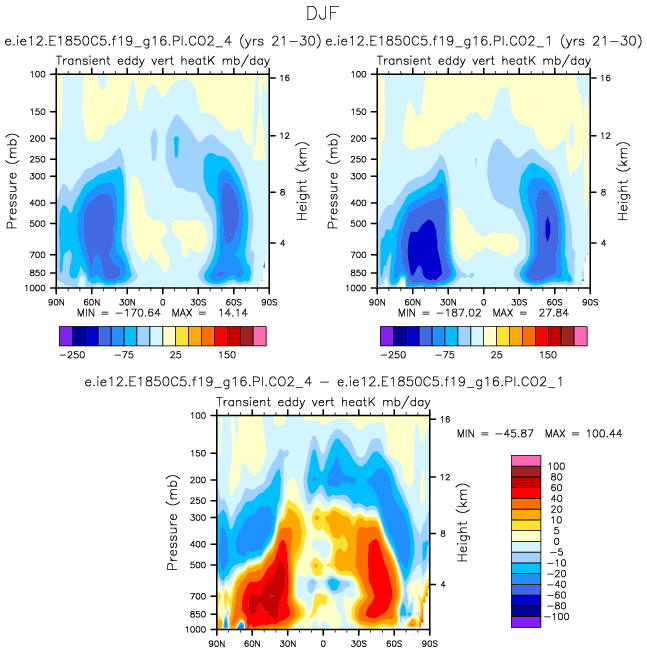 DJF
e.ie12.E1850C5.f19_g16.PI.CO2_4 (yrs 21-30) e.ie12.E1850C5.f19_g16.PI.CO2_1 (yrs 21-30)
Transient eddy vert heatK mb/day
Transient eddy vert heatK mb/day
Pressure (mb)
100
150
200
250
300
400
500
700
850
1000
16
12
8
4
Height (km)
90N 60N 30N 0 30S 60S 90S
MIN = -170.64 MAX = 14.14
-250 -75 25 150
Pressure (mb)
100
150
200
250
300
400
500
700
850
1000
16
12
8
4
Height (km)
90N 60N 30N 0 30S 60S 90S
MIN = -187.02 MAX = 27.84
-250 -75 25 150
e.ie12.E1850C5.f19_g16.PI.CO2_4 - e.ie12.E1850C5.f19_g16.PI.CO2_1
Transient eddy vert heatK mb/day
Pressure (mb)
100
150
200
250
300
400
500
700
850
1000
16
12
8
4
Height (km)
90N 60N 30N 0 30S 60S 90S
MIN = -45.87 MAX = 100.44
100
80
60
40
20
10
5
0
-5
-10
-20
-40
-60
-80
-100